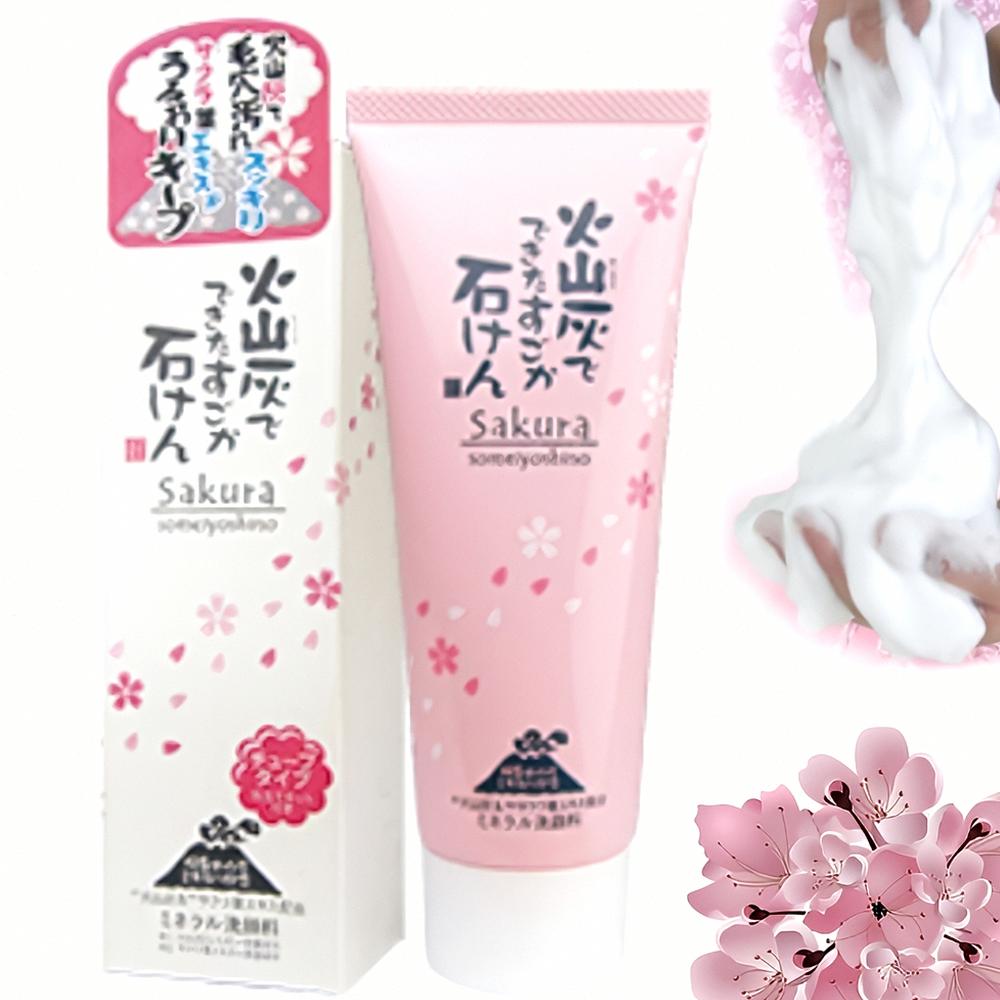 火山灰で
毛穴汚れスッキリ
サクラ葉エキスで
うるおいキープ
火山灰で
できたすごか
石けん
Sakura
someiyoshino
チューブ
タイプ
ミネラル洗顔料
火山灰で
できたすごか
石けん
Sakura
someiyoshino
ミネラル洗顔料